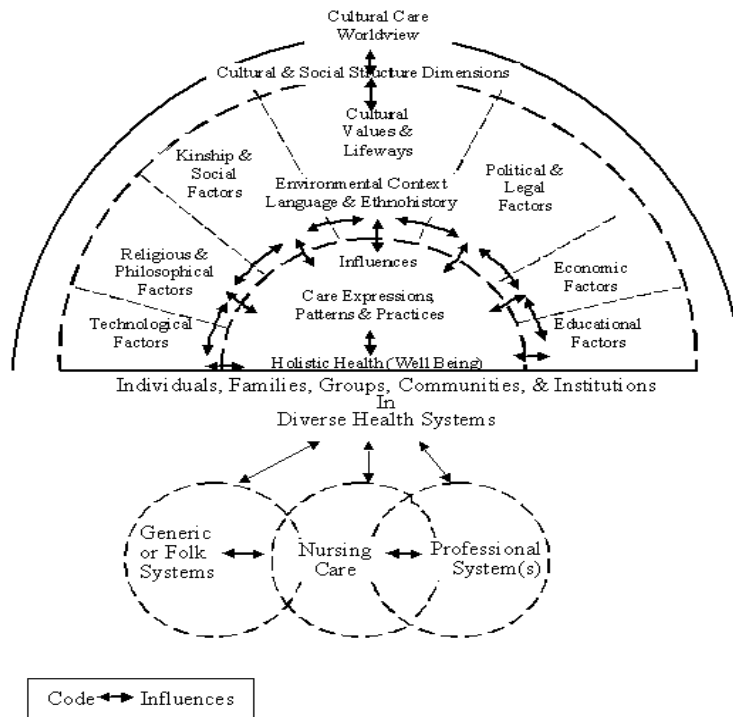 Cultural Care
Worldview
Cultural & Social Structure Dimensions
Cultural
Values &
Lifeways
Kinship &
Social
Factors
Political &
Legal
Factors
Environmental Context
Language & Ethnohistory
Religious &
Philosophical
Factors
Influences
Economic
Factors
Care Expressions,
Patterns & Practices
Technological
Factors
Educational
Factors
Holistic Health (Well Being)
Individuals, Families, Groups, Communities, & Institutions
In
Diverse Health Systems
Generic
or Folk
Systems
Nursing
Care
Professional
System(s)
Code Influences